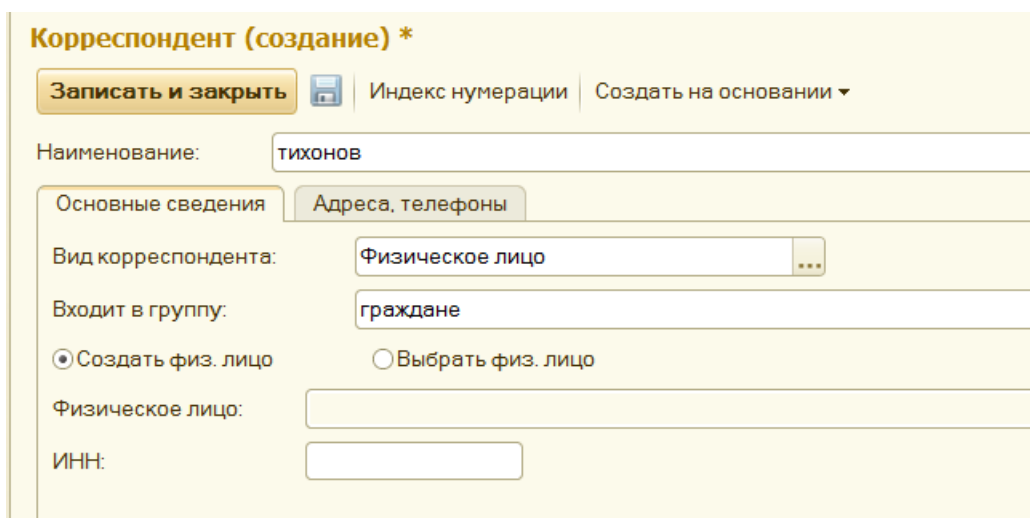 Корреспондент (создание) *
Записать и закрыть Индекс нумерации Создать на основании
Наименование: тихонов
Основные сведения Адреса, телефоны
Вид корреспондента: Физическое лицо ...
Входит в группу: граждане
Создать физ. лицо Выбрать физ. лицо
Физическое лицо:
ИНН: